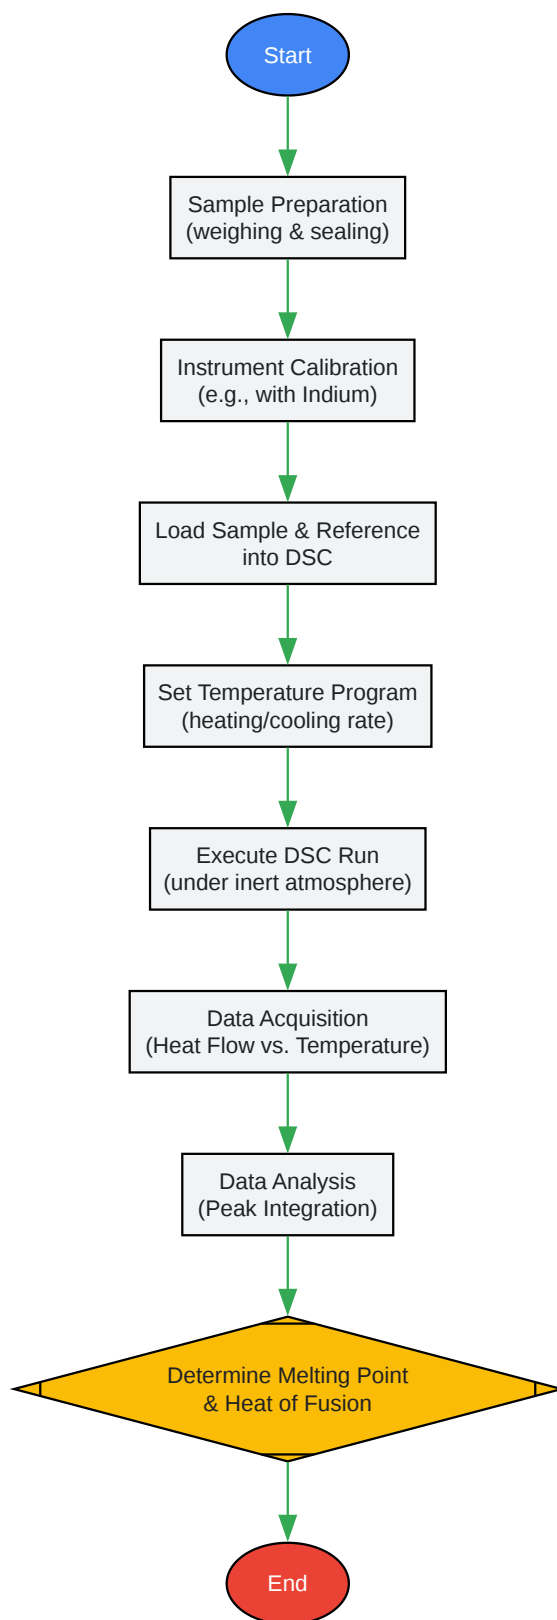 Start
Sample Preparation
(weighing & sealing)
Instrument Calibration
(e.g., with Indium)
Load Sample & Reference
into DSC
Set Temperature Program
(heating/cooling rate)
Execute DSC Run
(under inert atmosphere)
Data Acquisition
(Heat Flow vs. Temperature)
Data Analysis
(Peak Integration)
Determine Melting Point
& Heat of Fusion
End